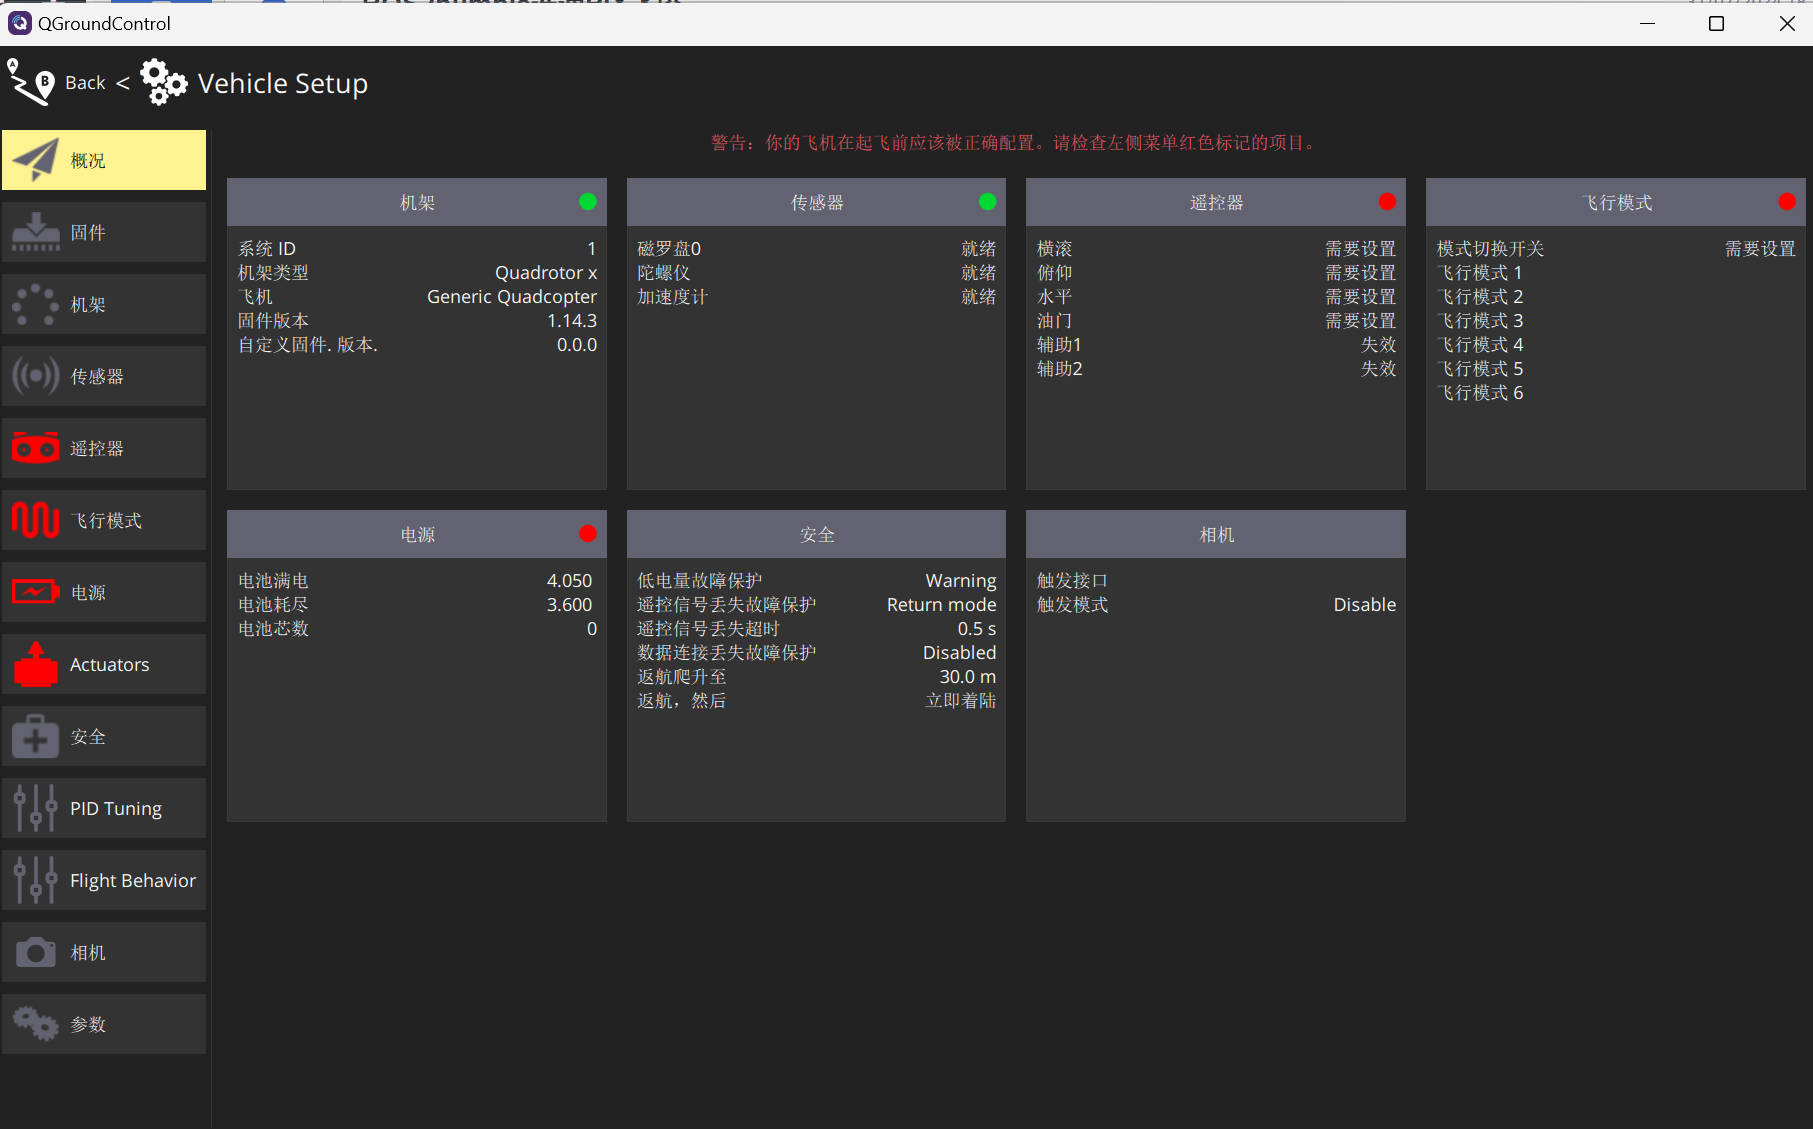 QGroundControl
Back < Vehicle Setup
警告：你的飞机在起飞前应该被正确配置。请检查左侧菜单红色标记的项目。
概况
固件
机架
传感器
遥控器
飞行模式
电源
Actuators
安全
PID Tuning
Flight Behavior
相机
参数
机架
系统 ID 1
机架类型 Quadrotor x
飞机 Generic Quadcopter
固件版本 1.14.3
自定义固件. 版本. 0.0.0
传感器
磁罗盘0 就绪
陀螺仪 就绪
加速度计 就绪
遥控器
横滚 需要设置
俯仰 需要设置
水平 需要设置
油门 需要设置
辅助1 失效
辅助2 失效
飞行模式
模式切换开关 需要设置
飞行模式 1
飞行模式 2
飞行模式 3
飞行模式 4
飞行模式 5
飞行模式 6
电源
电池满电 4.050
电池耗尽 3.600
电池芯数 0
安全
低电量故障保护 Warning
遥控信号丢失故障保护 Return mode
遥控信号丢失超时 0.5 s
数据连接丢失故障保护 Disabled
返航爬升至 30.0 m
返航，然后 立即着陆
相机
触发接口
触发模式 Disable